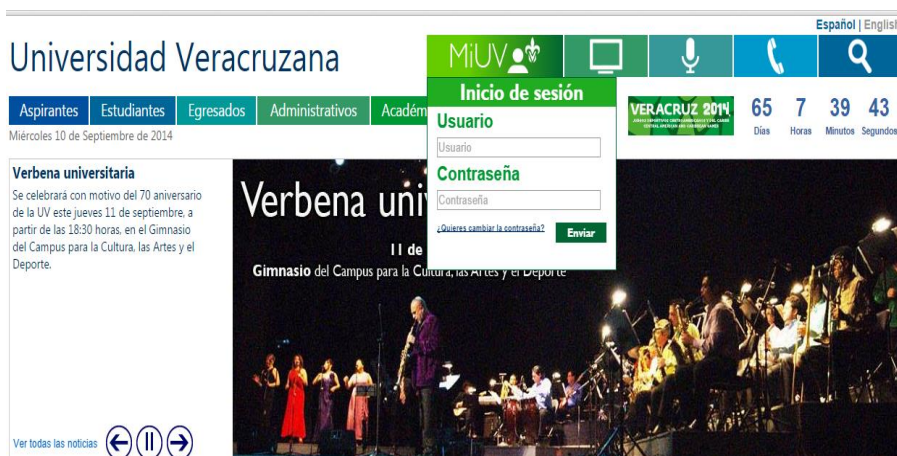 Español | English
Universidad Veracruzana
MiUV
Inicio de sesión
Usuario
Usuario
Contraseña
Contraseña
¿Quieres cambiar la contraseña?
Enviar
Aspirantes
Estudiantes
Egresados
Administrativos
Académ
VERACRUZ 2014
65 7 39 43
Días Horas Minutos Segundos
Miércoles 10 de Septiembre de 2014
Verbena universitaria
Se celebrará con motivo del 70 aniversario
de la UV este jueves 11 de septiembre, a
partir de las 18:30 horas, en el Gimnasio
del Campus para la Cultura, las Artes y el
Deporte.
Verbena uni
11 de
Gimnasio del Campus para la Cultura, las Artes y el Deporte
Ver todas las noticias